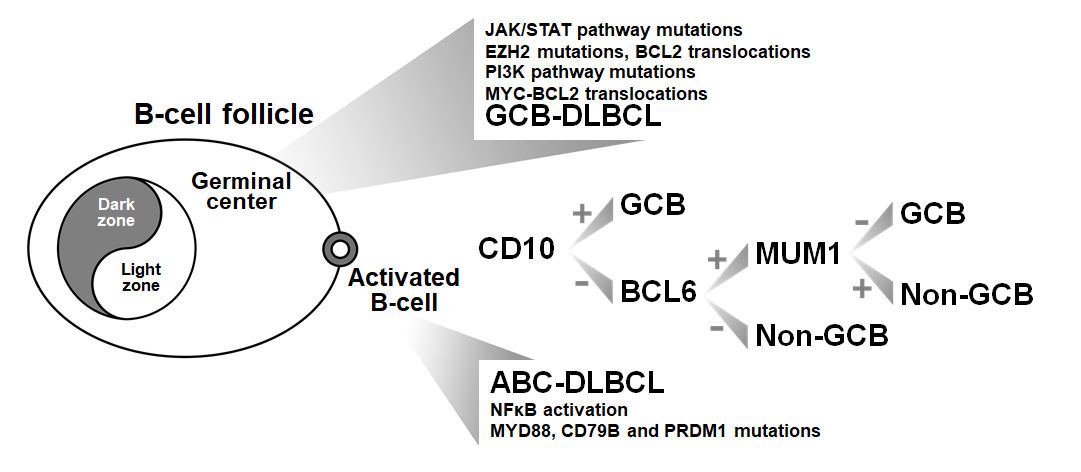 JAK/STAT pathway mutations
EZH2 mutations, BCL2 translocations
PI3K pathway mutations
MYC-BCL2 translocations
GCB-DLBCL
B-cell follicle
Germinal
center
Dark
zone
Light
zone
Activated
B-cell
CD10
+
GCB
-
BCL6
+
MUM1
-
GCB
+
Non-GCB
-
Non-GCB
ABC-DLBCL
NFκB activation
MYD88, CD79B and PRDM1 mutations